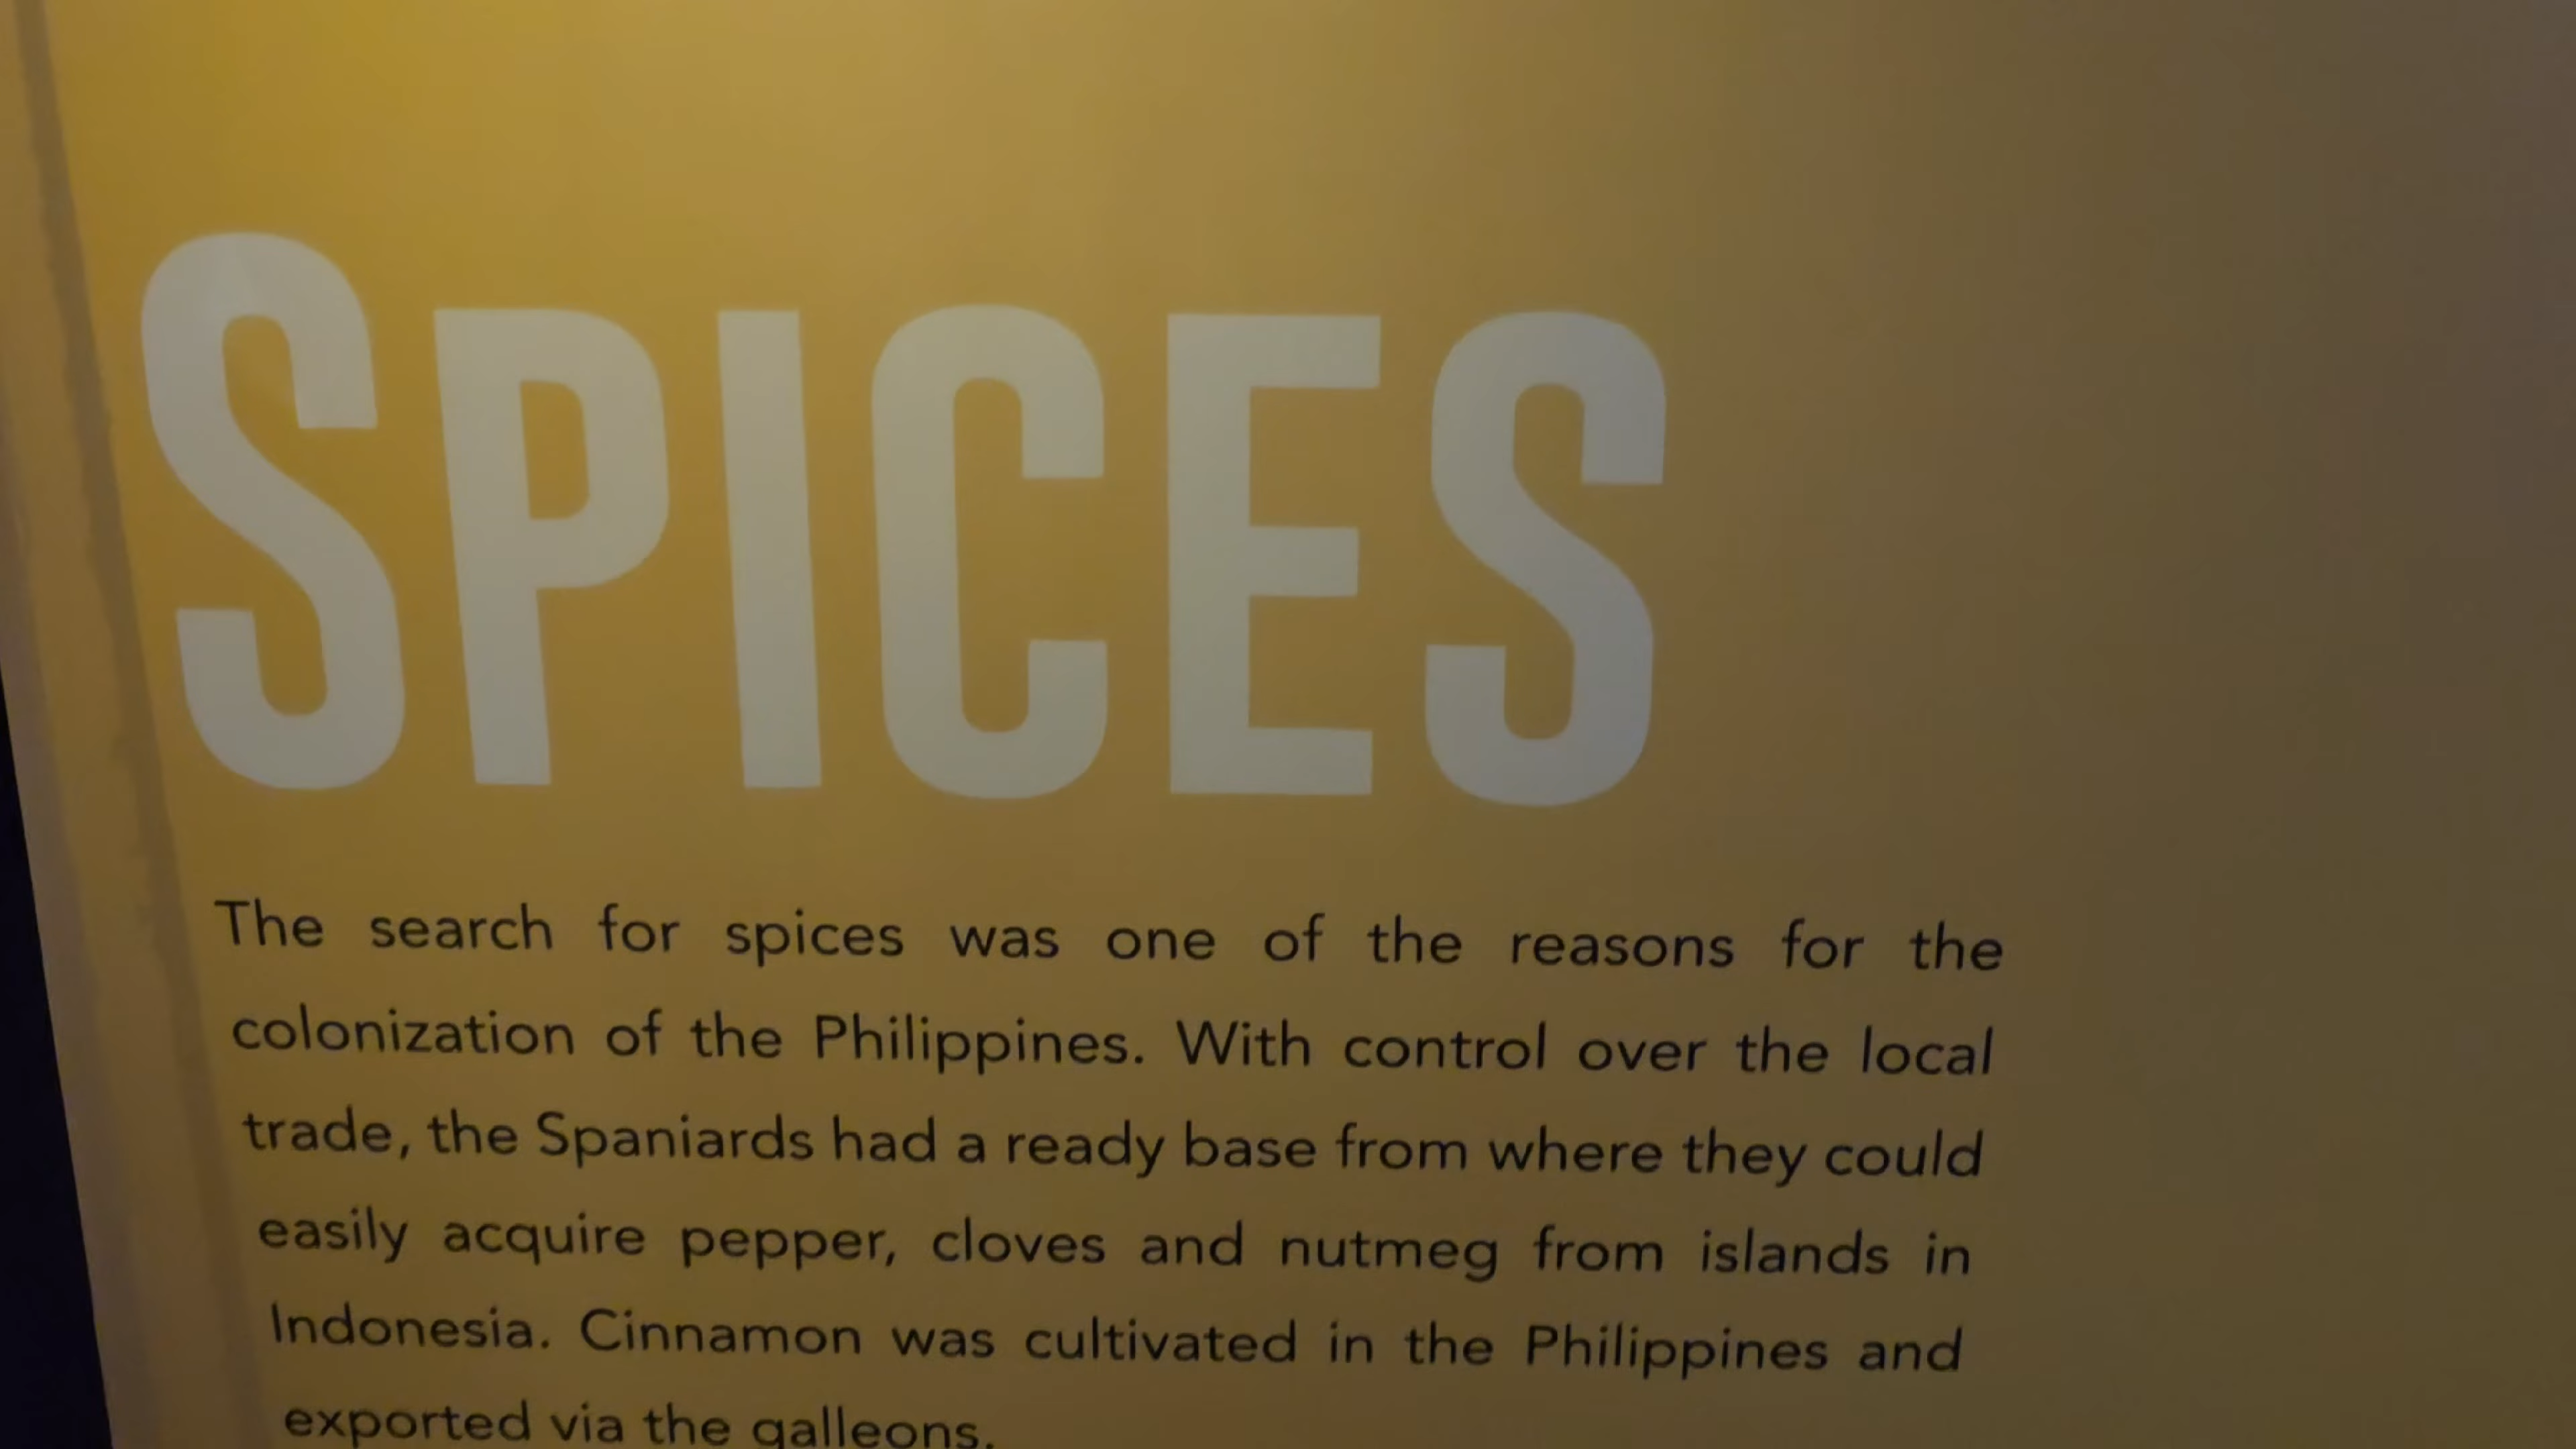 SPICES
The search for spices was one of the reasons for the
colonization of the Philippines. With control over the local
trade, the Spaniards had a ready base from where they could
easily acquire pepper, cloves and nutmeg from islands in
Indonesia. Cinnamon was cultivated in the Philippines and
exported via the galleons.